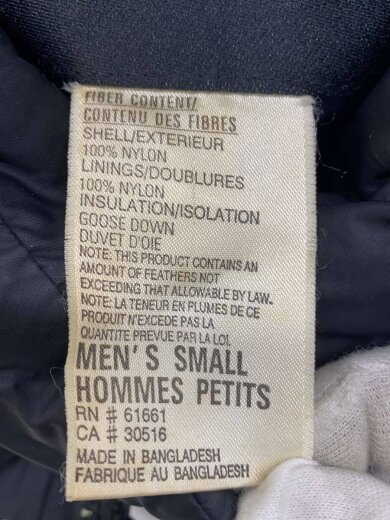 FIBER CONTENT/
CONTENU DES FIBRES
SHELL/EXTERIEUR
100% NYLON
LININGS/DOUBLURES
100% NYLON
INSULATION/ISOLATION
GOOSE DOWN
DUVET D'OIE
NOTE: THIS PRODUCT CONTAINS AN
AMOUNT OF FEATHERS NOT
EXCEEDING THAT ALLOWABLE BY LAW.
NOTE: LA TENEUR EN PLUMES DE CE
PRODUIT N'EXCEDE PAS LA
QUANTITE PREVUE PAR LA LOI.
MEN'S SMALL
HOMMES PETITS
RN # 61661
CA # 30516
MADE IN BANGLADESH
FABRIQUE AU BANGLADESH